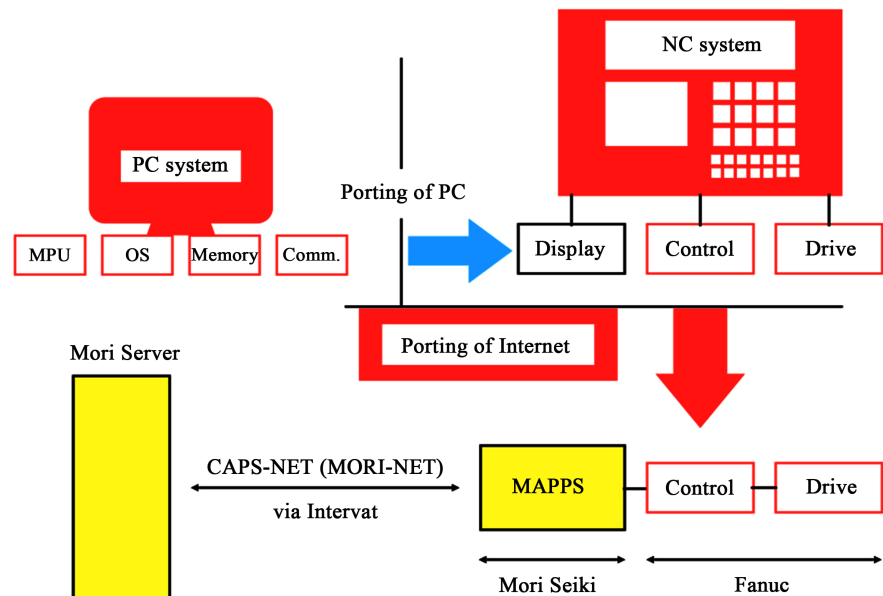 NC system
PC system
Porting of PC
MPU
OS
Memory
Comm.
Display
Control
Drive
Porting of Internet
Mori Server
CAPS-NET (MORI-NET)
via Intervat
MAPPS
Control
Drive
Mori Seiki
Fanuc